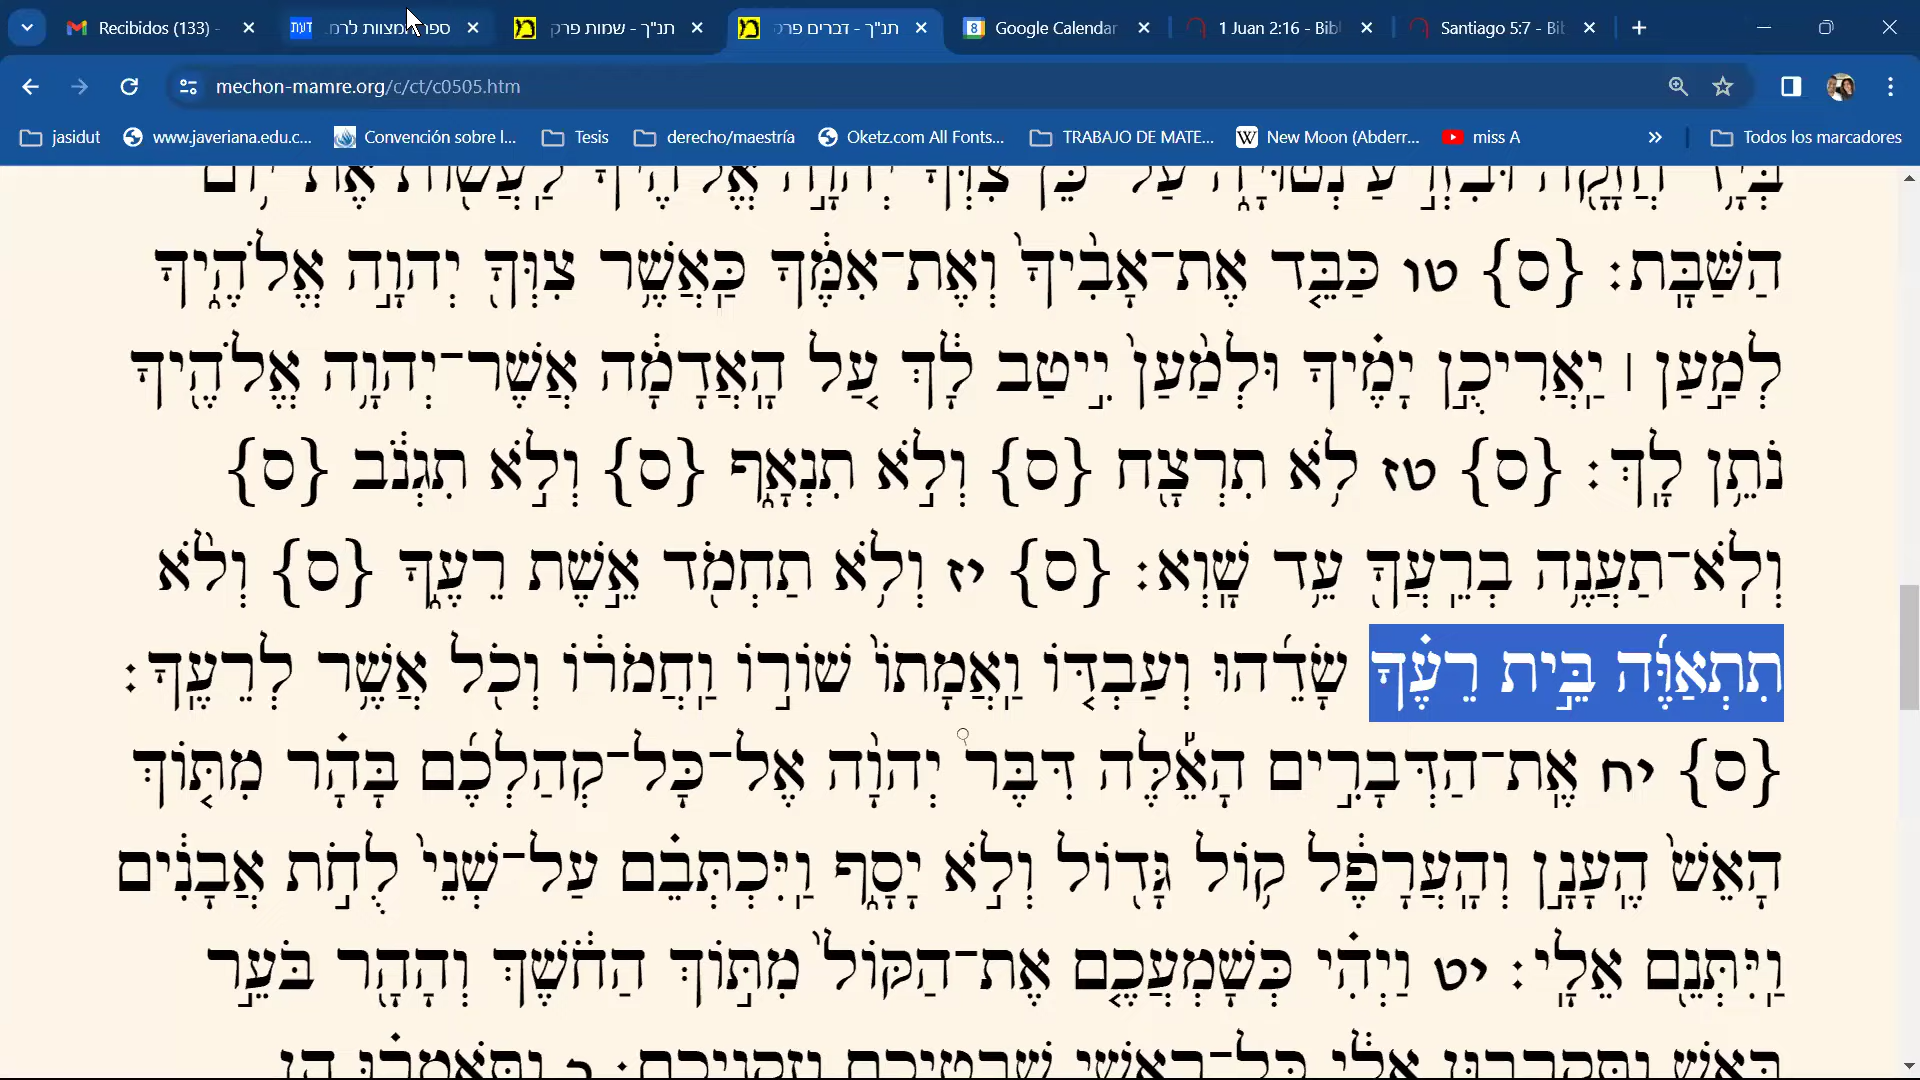 Recibidos (133) -
ספר המצוות לרמ
תנ"ך - שמות פרק
תנ"ך - דברים פרק
Google Calendar
1 Juan 2:16 - Bib
Santiago 5:7 - Bib
mechon-mamre.org/c/ct/c0505.htm
jasidut
www.javeriana.edu.c...
Convención sobre l...
Tesis
derecho/maestría
Oketz.com All Fonts...
TRABAJO DE MATE...
New Moon (Abderr...
miss A
Todos los marcadores
הַשַּׁבָּת׃ {ס} טו כַּבֵּד אֶת־אָבִיךָ וְאֶת־אִמֶּךָ כַּאֲשֶׁר צִוְּךָ יְהוָה אֱלֹהֶיךָ
לְמַעַן ׀ יַאֲרִיכֻן יָמֶיךָ וּלְמַעַן יִיטַב לָךְ עַל הָאֲדָמָה אֲשֶׁר־יְהוָה אֱלֹהֶיךָ
נֹתֵן לָךְ׃ {ס} טז לֹא תִרְצָח {ס} וְלֹא תִנְאָף {ס} וְלֹא תִגְנֹב {ס}
וְלֹא־תַעֲנֶה בְרֵעֲךָ עֵד שָׁוְא׃ {ס} יז וְלֹא תַחְמֹד אֵשֶׁת רֵעֶךָ {ס} וְלֹא
תִתְאַוֶּה בֵּית רֵעֶךָ שָׂדֵהוּ וְעַבְדּוֹ וַאֲמָתוֹ שׁוֹרוֹ וַחֲמֹרוֹ וְכֹל אֲשֶׁר לְרֵעֶךָ׃
{ס} יח אֶת־הַדְּבָרִים הָאֵלֶּה דִּבֶּר יְהוָה אֶל־כָּל־קְהַלְכֶם בָּהָר מִתּוֹךְ
הָאֵשׁ הֶעָנָן וְהָעֲרָפֶל קוֹל גָּדוֹל וְלֹא יָסָף וַיִּכְתְּבֵם עַל־שְׁנֵי לֻחֹת אֲבָנִים
וַיִּתְּנֵם אֵלָי׃ יט וַיְהִי כְּשָׁמְעֲכֶם אֶת־הַקּוֹל מִתּוֹךְ הַחֹשֶׁךְ וְהָהָר בֹּעֵר